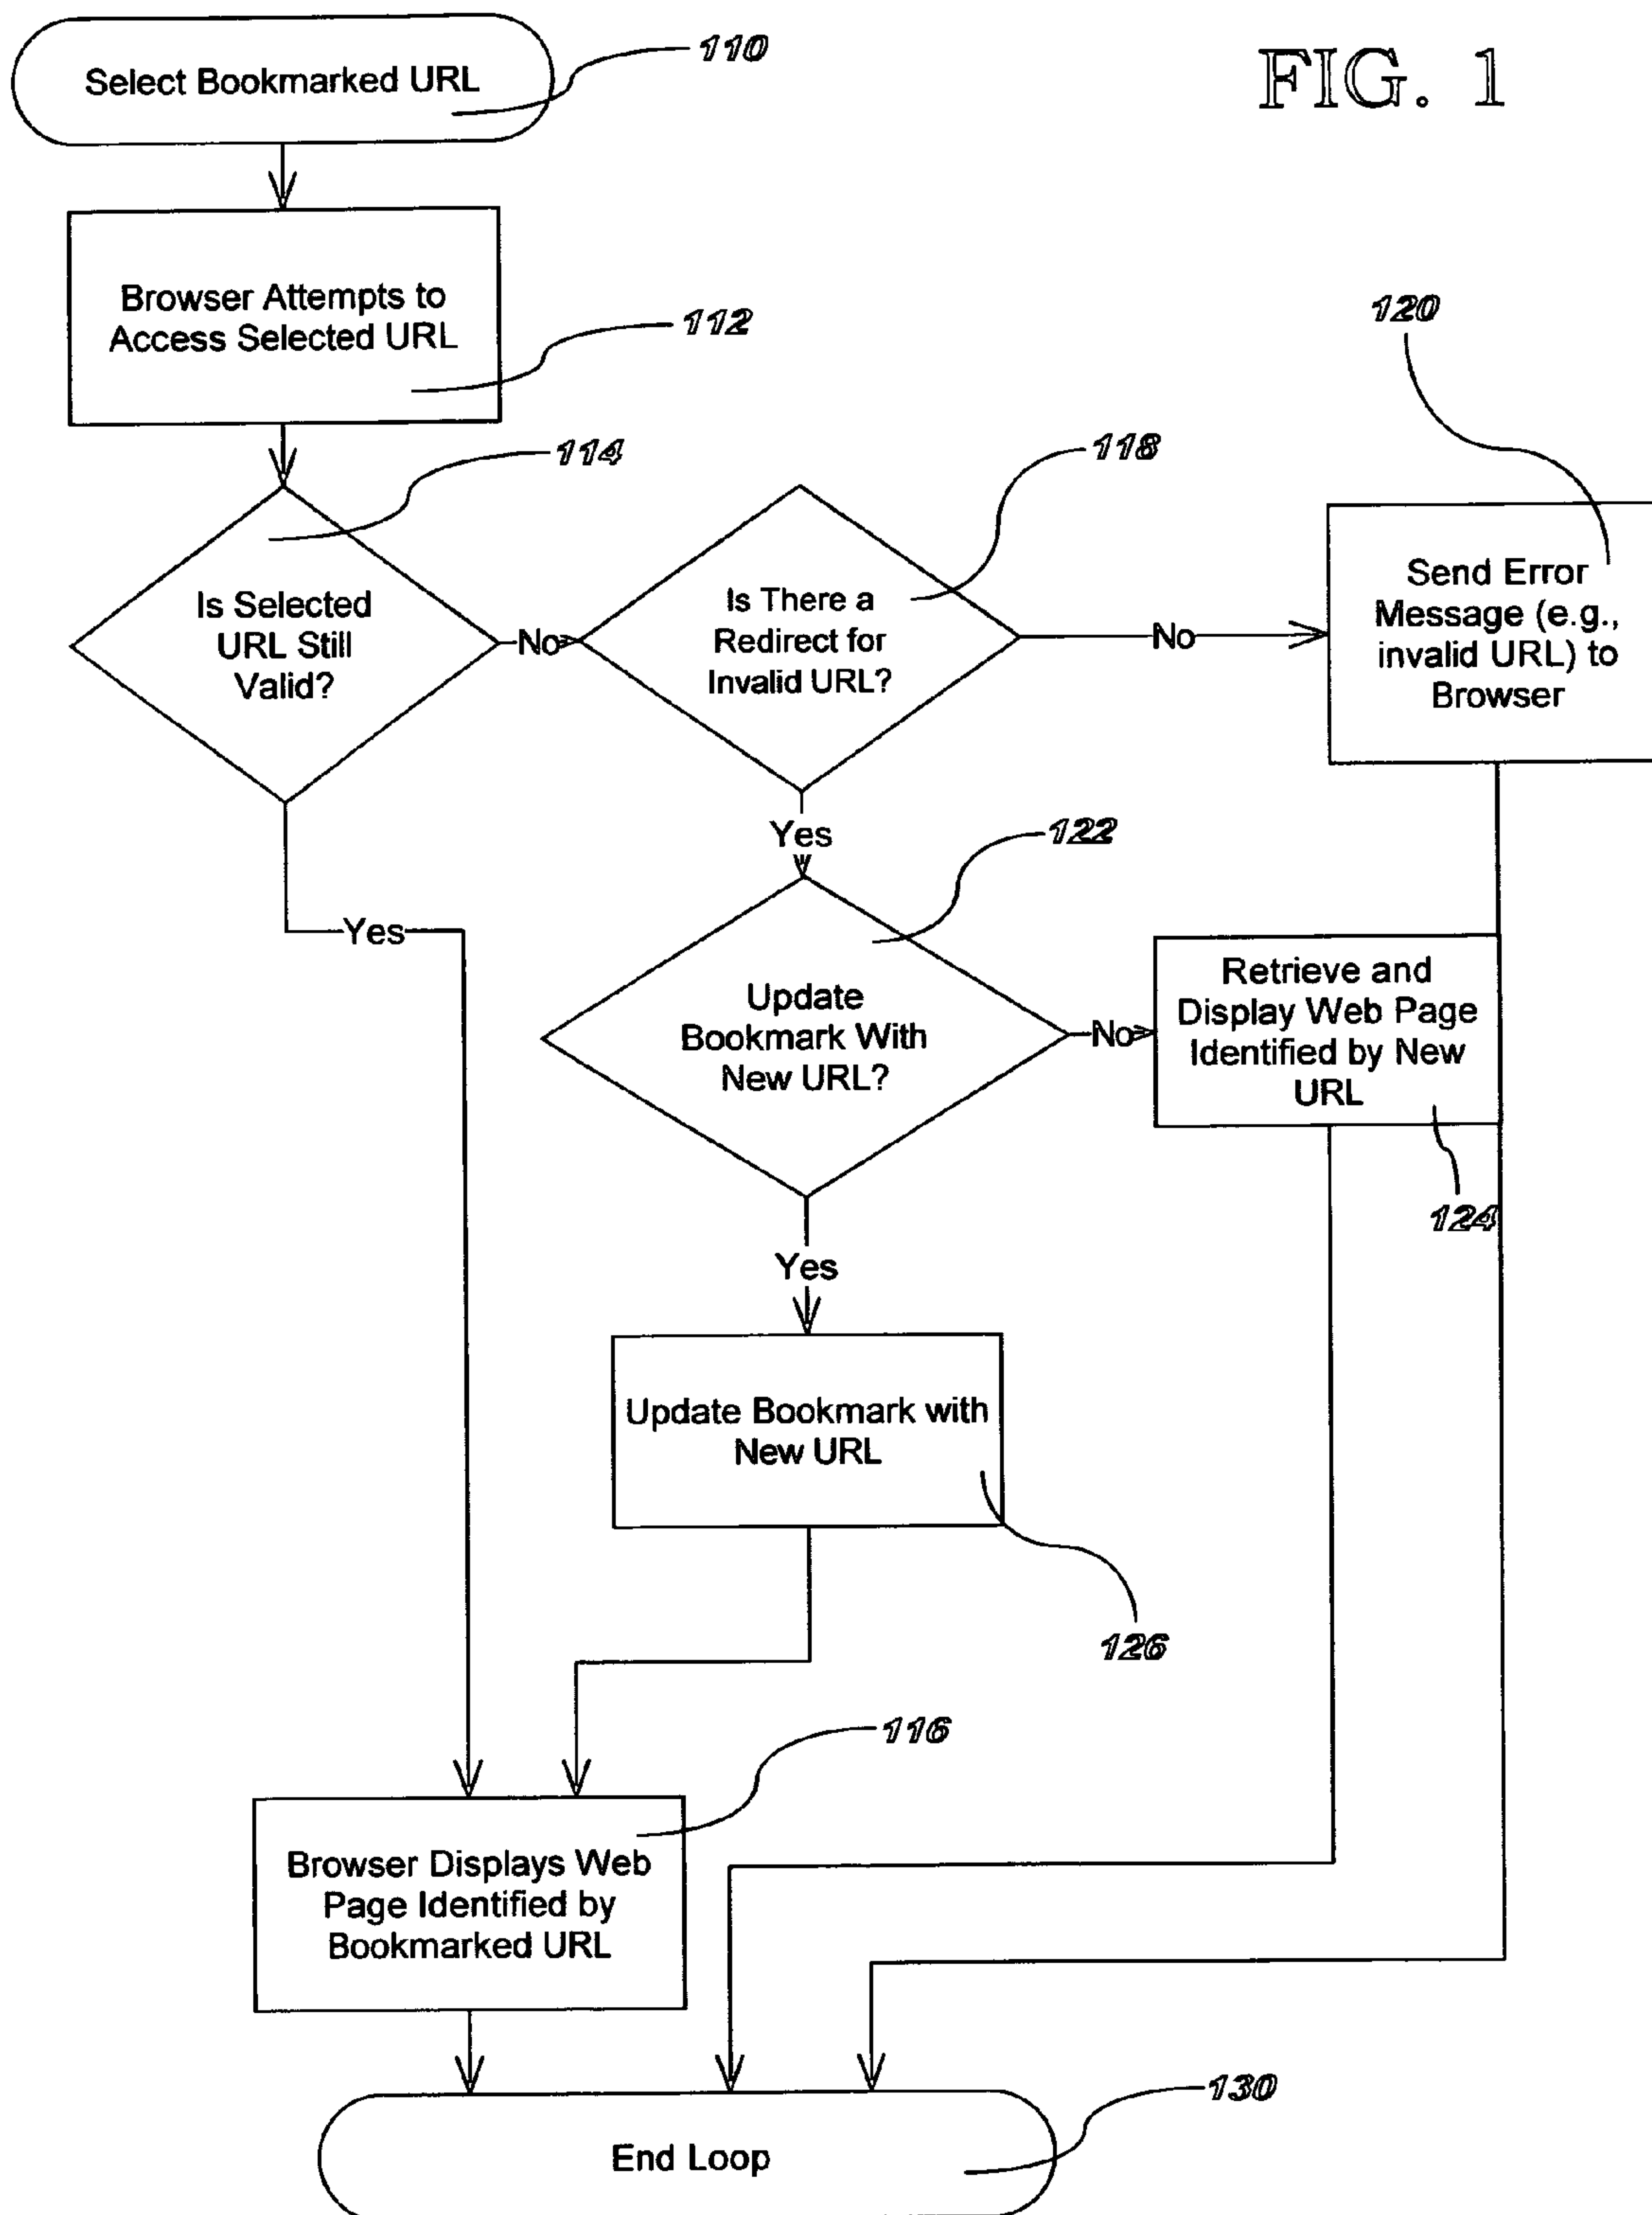 110
FIG. 1
Select Bookmarked URL
Browser Attempts to
Access Selected URL
112
120
114
118
Is Selected
URL Still
Valid?
No
Is There a
Redirect for
Invalid URL?
No
Send Error
Message (e.g.,
invalid URL) to
Browser
Yes
122
Yes
Update
Bookmark With
New URL?
No
Retrieve and
Display Web Page
Identified by New
URL
124
Yes
Update Bookmark with
New URL
126
116
Browser Displays Web
Page Identified by
Bookmarked URL
130
End Loop